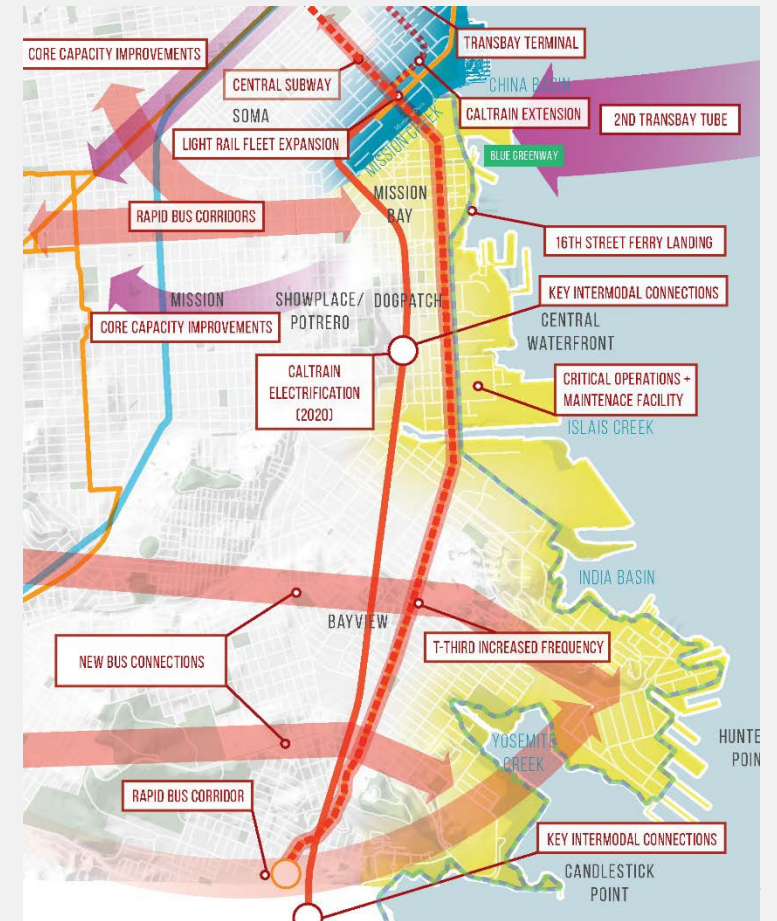 TRANSBAY TERMINAL
CORE CAPACITY IMPROVEMENTS
CENTRAL SUBWAY
CHINA BASIN
CALTRAIN EXTENSION
2ND TRANSBAY TUBE
SOMA
LIGHT RAIL FLEET EXPANSION
MISSION CREEK
BLUE GREENWAY
MISSION
BAY
RAPID BUS CORRIDORS
16TH STREET FERRY LANDING
KEY INTERMODAL CONNECTIONS
MISSION
SHOWPLACE/
POTRERO
DOGPATCH
CORE CAPACITY IMPROVEMENTS
CENTRAL
WATERFRONT
CALTRAIN
ELECTRIFICATION
(2020)
CRITICAL OPERATIONS +
MAINTENACE FACILITY
ISLAIS CREEK
INDIA BASIN
BAYVIEW
T-THIRD INCREASED FREQUENCY
NEW BUS CONNECTIONS
YOSEMITE
CREEK
HUNTE
POIN
RAPID BUS CORRIDOR
KEY INTERMODAL CONNECTIONS
CANDLESTICK
POINT